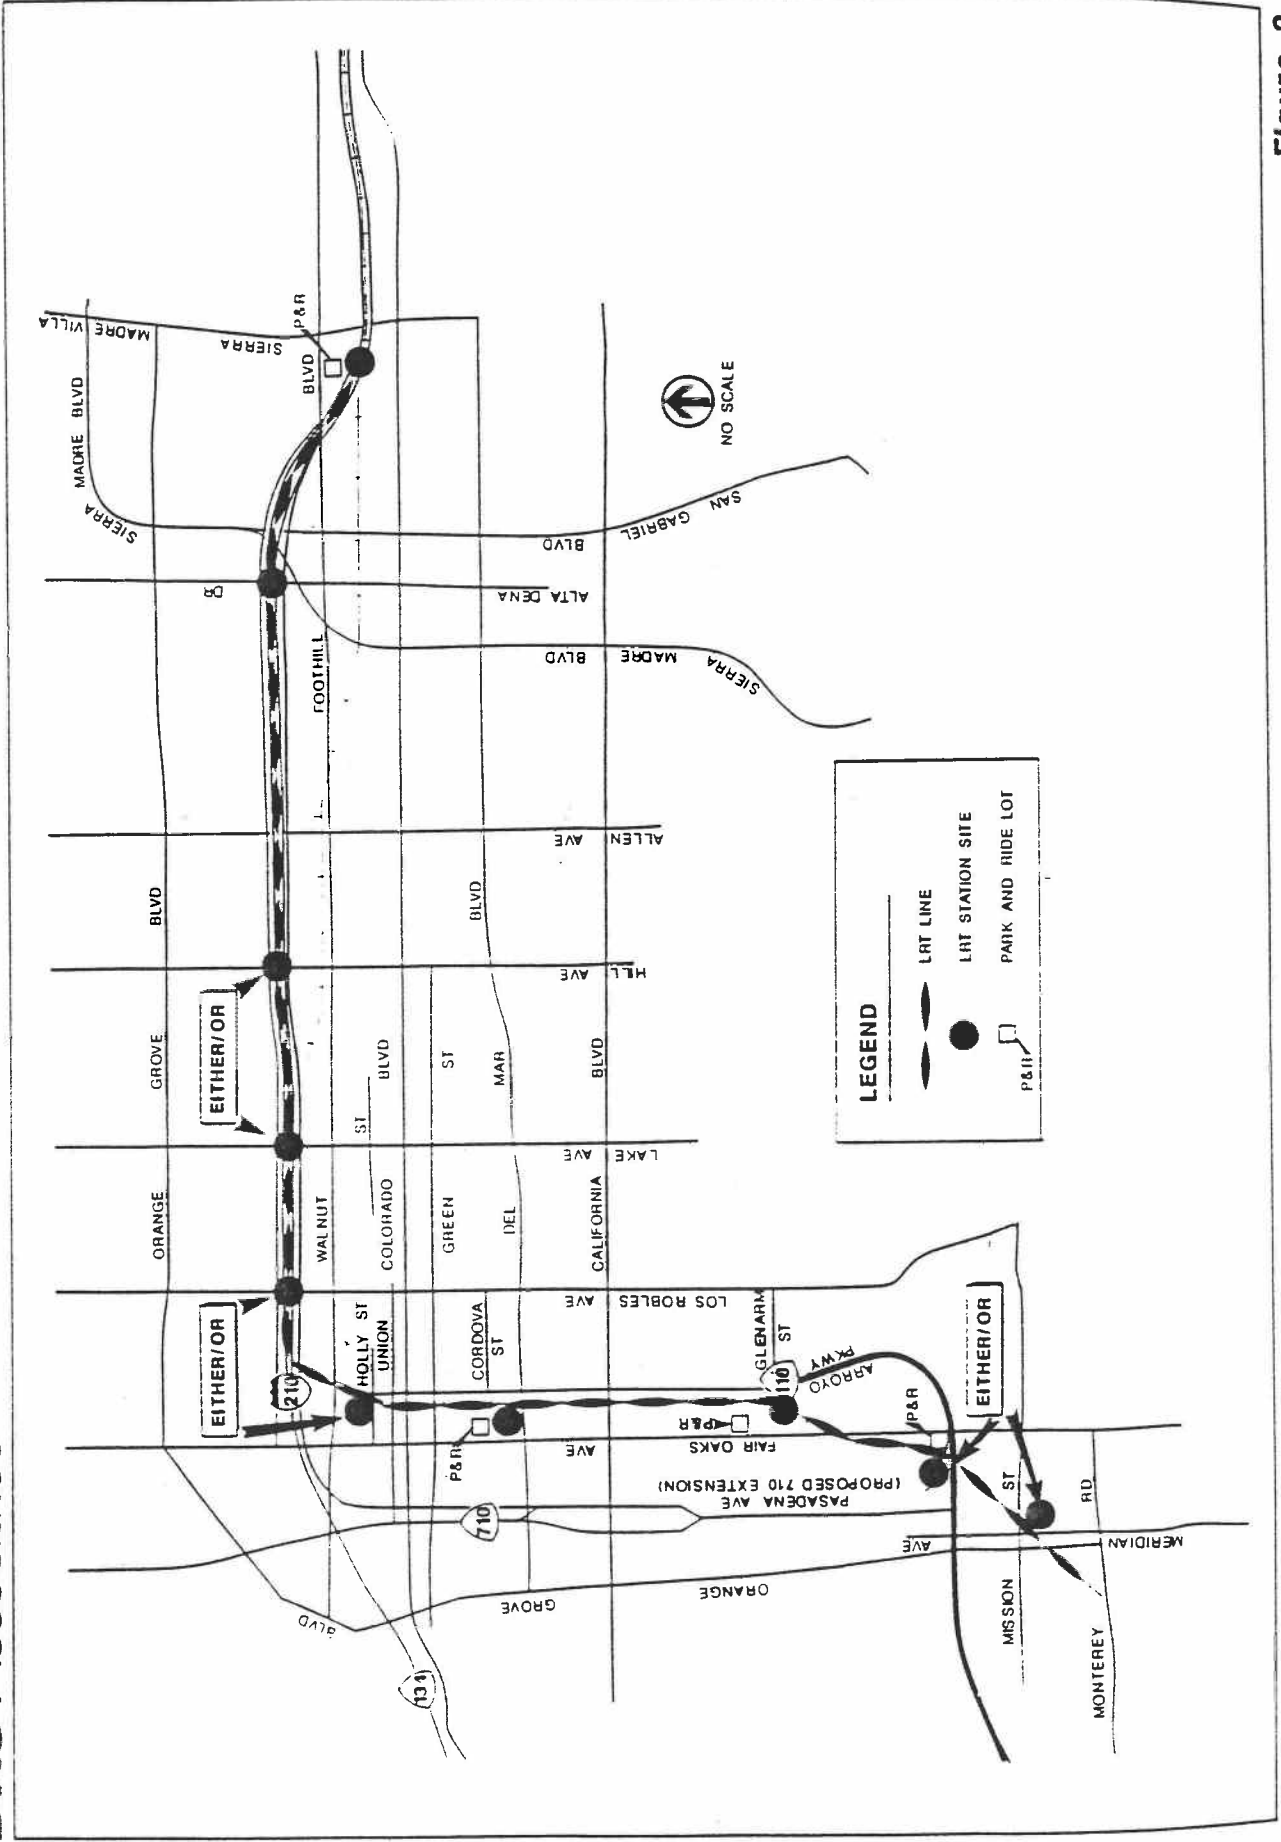 MADRE VILLA
SIERRA
MADRE BLVD
SIERRA
P&R
BLVD
NO SCALE
SAN
GABRIEL
BLVD
DR
ALTA DENA
FOOTHILL
BLVD
MADRE
SIERRA
AVE
ALLEN
BLVD
BLVD
AVE
HILL
EITHER/OR
GROVE
BLVD
ST
MAR
BLVD
ST
AVE
LAKE
ORANGE
WALNUT
COLORADO
GREEN
DEL
CALIFORNIA
AVE
LOS ROBLES
EITHER/OR
210
HOLLY ST
UNION
CORDOVA
ST
GLENARM
ST
110
ARROYO
PKWY
P&R
P&R
P&R
EITHER/OR
AVE
FAIR OAKS
PASADENA AVE
(PROPOSED 710 EXTENSION)
710
ST
RD
AVE
MERIDIAN
ORANGE
GROVE
BLVD
134
MISSION
MONTEREY
LEGEND
LRT LINE
LRT STATION SITE
P&R
PARK AND RIDE LOT